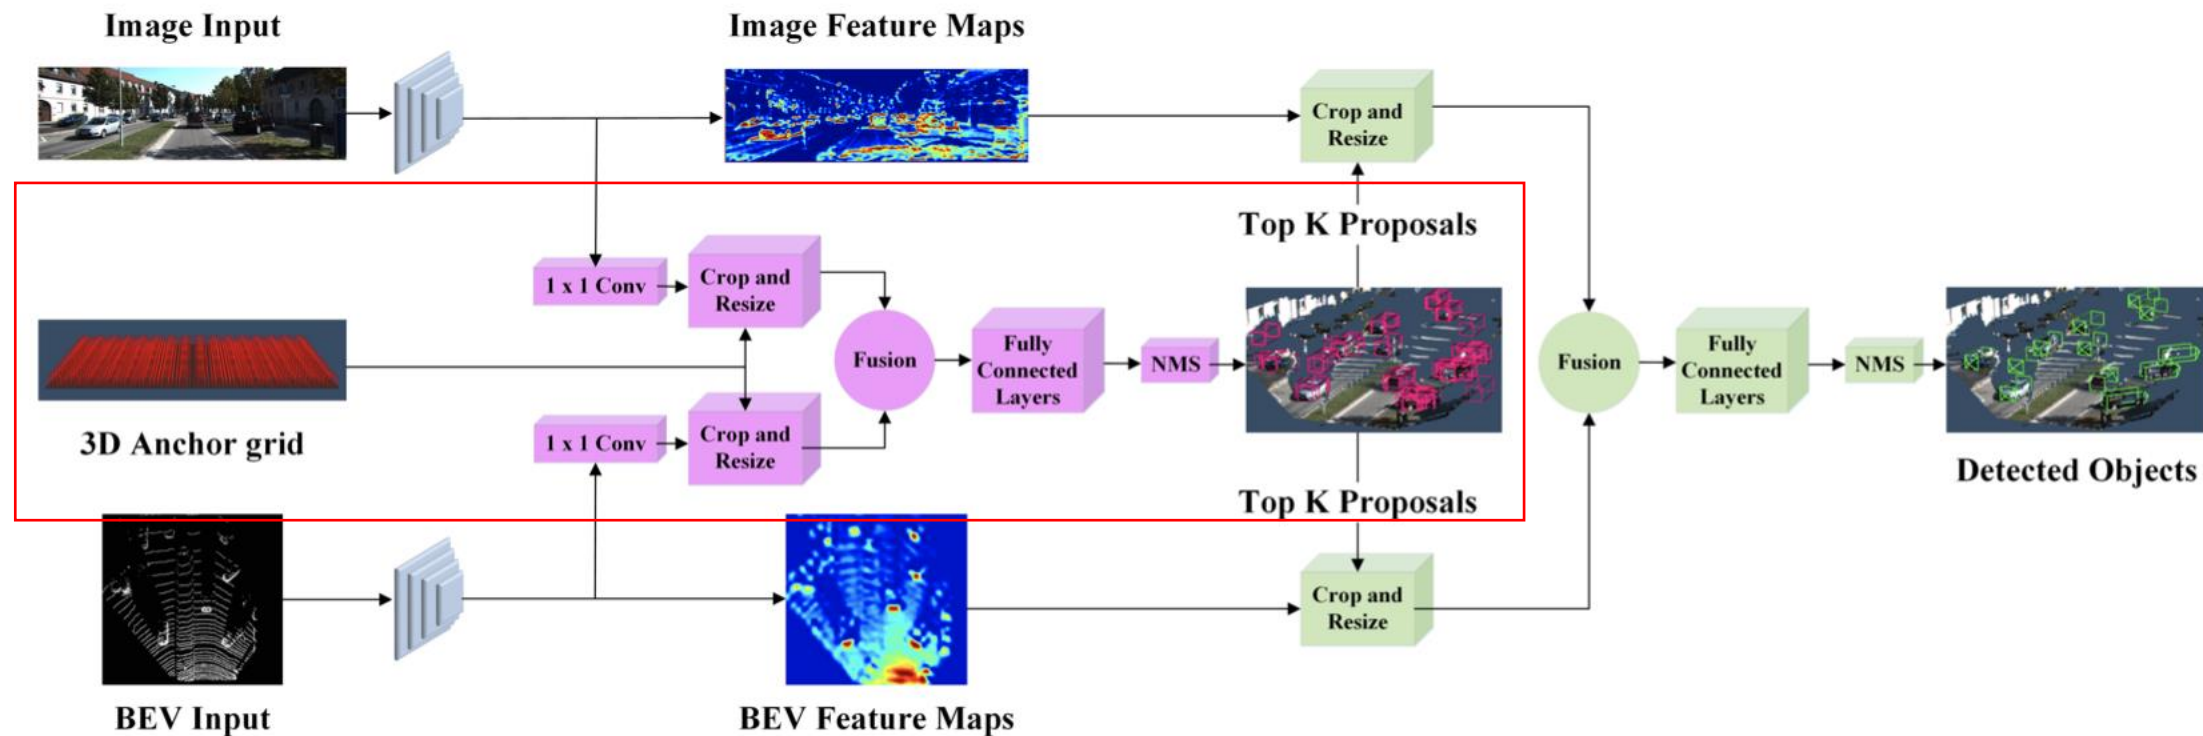 Image Input
Image Feature Maps
Crop and
Resize
Top K Proposals
1 x 1 Conv
Crop and
Resize
3D Anchor grid
Fusion
Fully
Connected
Layers
NMS
Fusion
Fully
Connected
Layers
NMS
Detected Objects
1 x 1 Conv
Crop and
Resize
Top K Proposals
BEV Input
BEV Feature Maps
Crop and
Resize